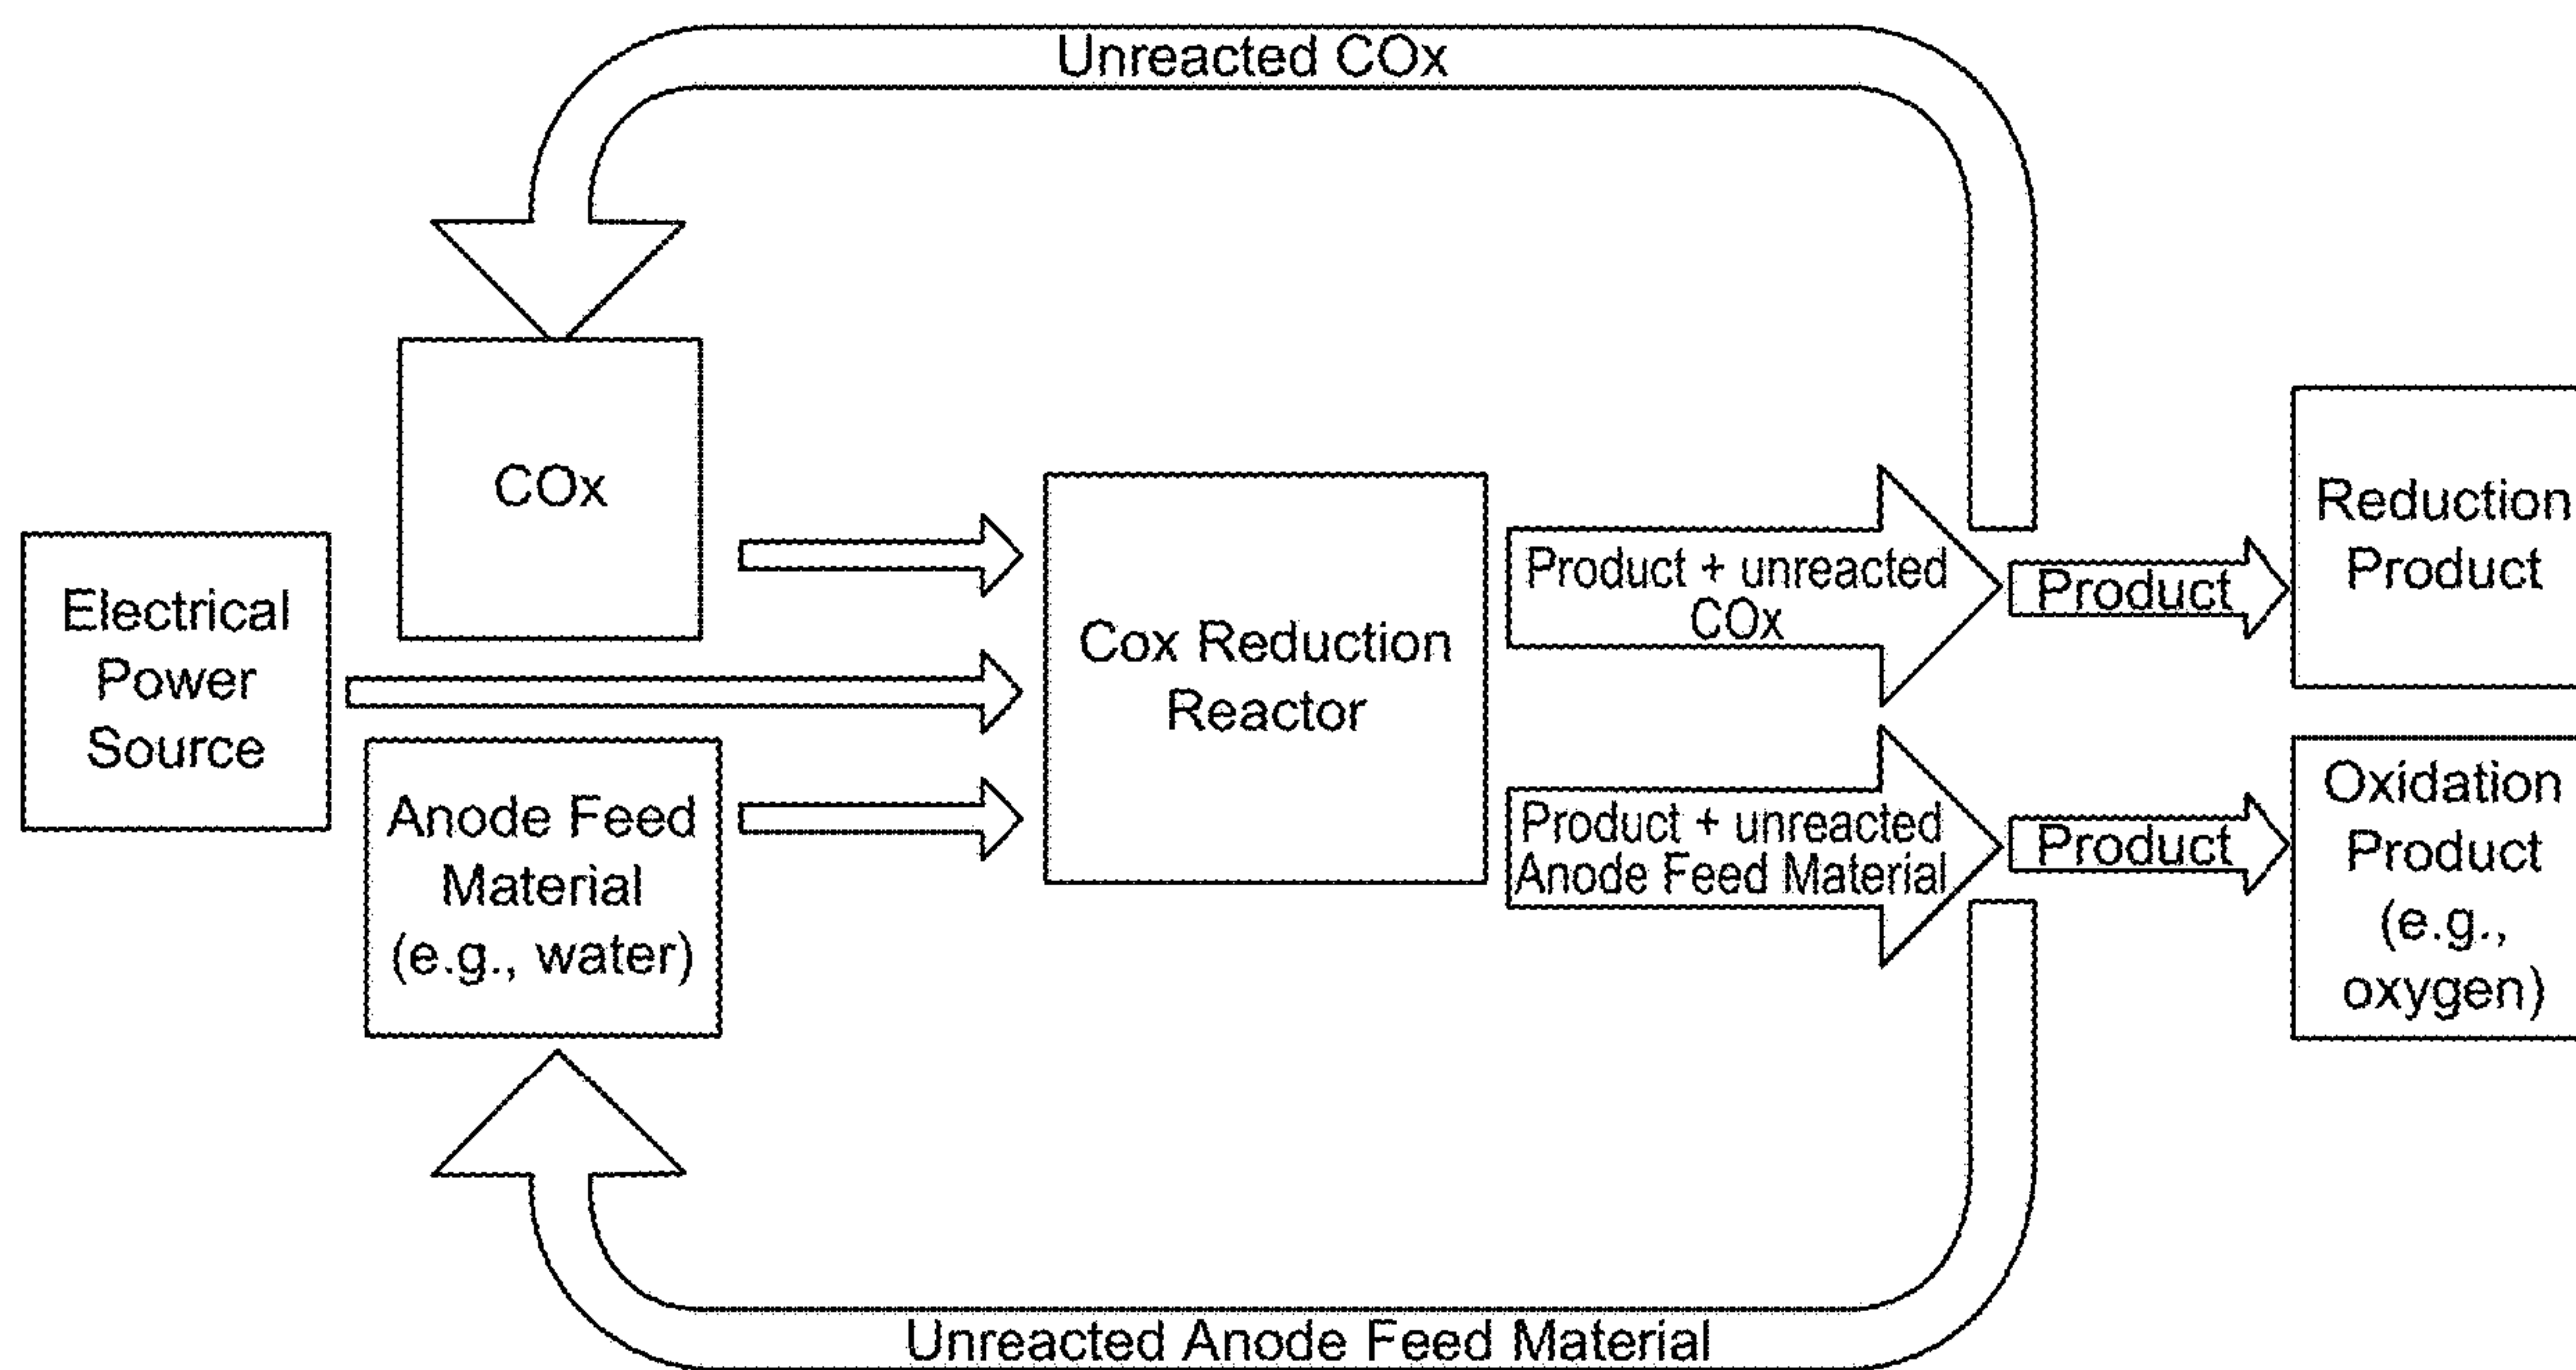 Unreacted COx
COx
Electrical
Power
Source
Anode Feed
Material
(e.g., water)
Cox Reduction
Reactor
Product + unreacted
COx
Product
Reduction
Product
Product + unreacted
Anode Feed Material
Product
Oxidation
Product
(e.g.,
oxygen)
Unreacted Anode Feed Material